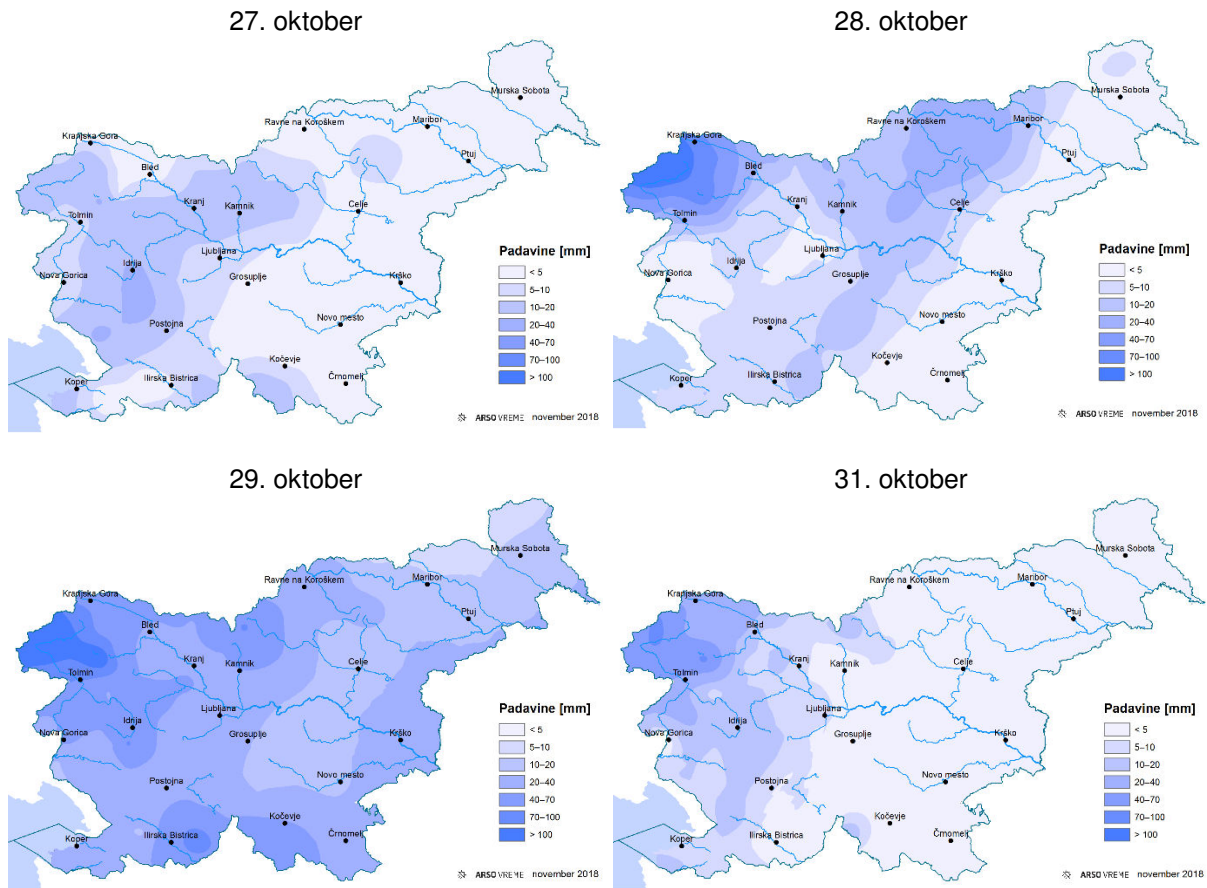 27. oktober
Murska Sobota
Maribor
Ravne na Koroškem
Kranjska Gora
Ptuj
Bled
Kranj
Kamnik
Celje
Tolmin
Ljubljana
Idrija
Grosuplje
Nova Gorica
Krško
Postojna
Novo mesto
Kočevje
Koper
Ilirska Bistrica
Črnomelj
Padavine [mm]
< 5
5–10
10–20
20–40
40–70
70–100
> 100
ARSO VREME november 2018
28. oktober
Murska Sobota
Maribor
Ravne na Koroškem
Kranjska Gora
Ptuj
Bled
Kranj
Kamnik
Celje
Tolmin
Ljubljana
Idrija
Grosuplje
Nova Gorica
Krško
Postojna
Novo mesto
Kočevje
Koper
Ilirska Bistrica
Črnomelj
Padavine [mm]
< 5
5–10
10–20
20–40
40–70
70–100
> 100
ARSO VREME november 2018
29. oktober
Murska Sobota
Maribor
Ravne na Koroškem
Kranjska Gora
Ptuj
Bled
Kranj
Kamnik
Celje
Tolmin
Ljubljana
Idrija
Grosuplje
Nova Gorica
Krško
Postojna
Novo mesto
Kočevje
Koper
Ilirska Bistrica
Črnomelj
Padavine [mm]
< 5
5–10
10–20
20–40
40–70
70–100
> 100
ARSO VREME november 2018
31. oktober
Murska Sobota
Maribor
Ravne na Koroškem
Kranjska Gora
Ptuj
Bled
Kranj
Kamnik
Celje
Tolmin
Ljubljana
Idrija
Grosuplje
Nova Gorica
Krško
Postojna
Novo mesto
Kočevje
Koper
Ilirska Bistrica
Črnomelj
Padavine [mm]
< 5
5–10
10–20
20–40
40–70
70–100
> 100
ARSO VREME november 2018